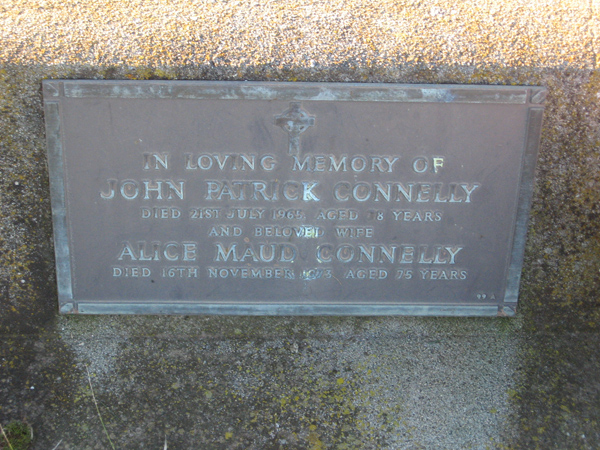 IN LOVING MEMORY OF
JOHN PATRICK CONNELLY
DIED 21ST JULY AGED 78 YEARS
AND BELOVED WIFE
ALICE MAUD CONNELLY
DIED 16TH NOVEMBER AGED 75 YEARS